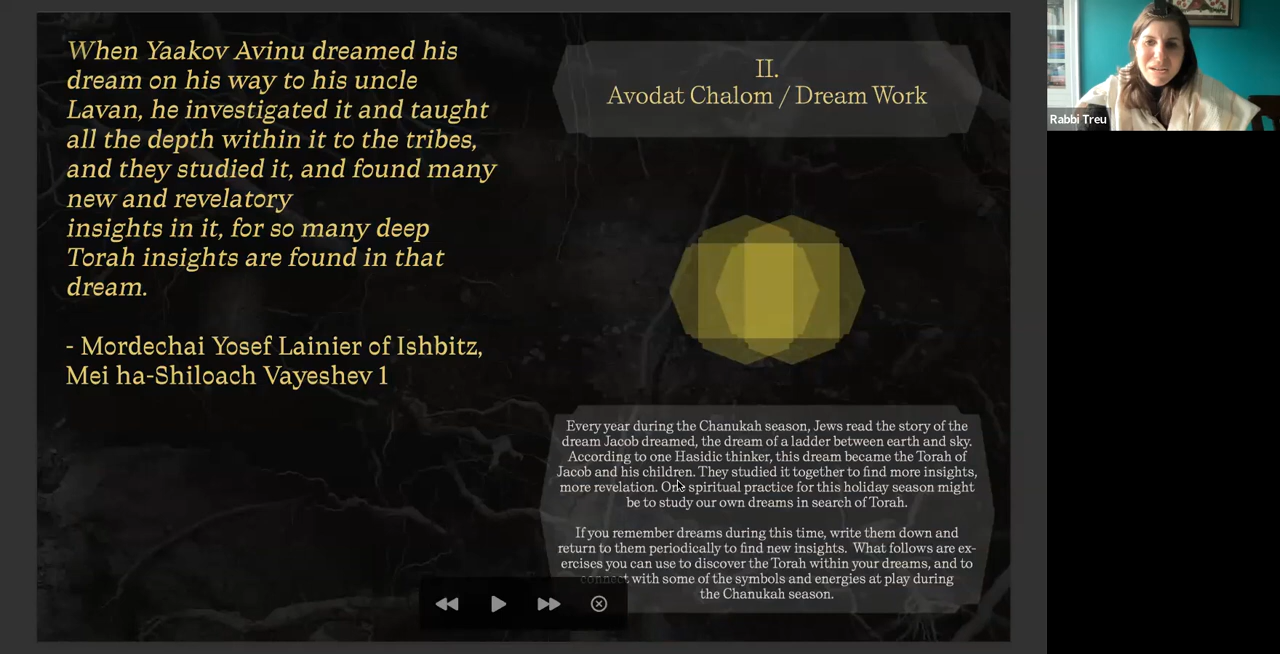 When Yaakov Avinu dreamed his
dream on his way to his uncle
Lavan, he investigated it and taught
all the depth within it to the tribes,
and they studied it, and found many
new and revelatory
insights in it, for so many deep
Torah insights are found in that
dream.
- Mordechai Yosef Lainier of Ishbitz,
Mei ha-Shiloach Vayeshev 1
II.
Avodat Chalom / Dream Work
Every year during the Chanukah season, Jews read the story of the
dream Jacob dreamed, the dream of a ladder between earth and sky.
According to one Hasidic thinker, this dream became the Torah of
Jacob and his children. They studied it together to find more insights,
more revelation. One spiritual practice for this holiday season might
be to study our own dreams in search of Torah.
If you remember dreams during this time, write them down and
return to them periodically to find new insights. What follows are ex-
ercises you can use to discover the Torah within your dreams, and to
connect with some of the symbols and energies at play during
the Chanukah season.
Rabbi Treu